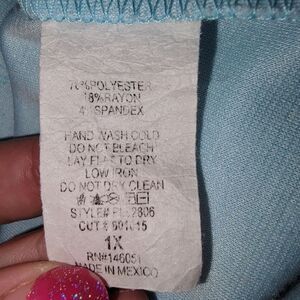 POLYESTER
18%RAYON
4%SPANDEX
HAND WASH COLD
DO NOT BLEACH
LAY FLAT TO DRY
LOW IRON
DO NOT DRY CLEAN
STYLE#
CUT#
1X
RN#146051
MADE IN MEXICO